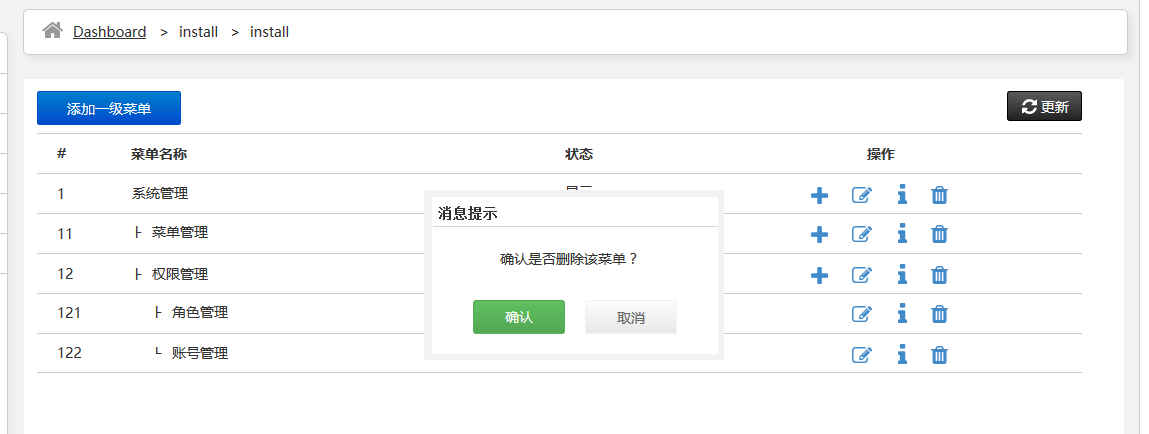 Dashboard > install > install
添加一级菜单
更新
# 菜单名称 状态 操作
1 系统管理
11 ├ 菜单管理
12 ├ 权限管理
121 ├ 角色管理
122 └ 账号管理
消息提示
确认是否删除该菜单？
确认 取消